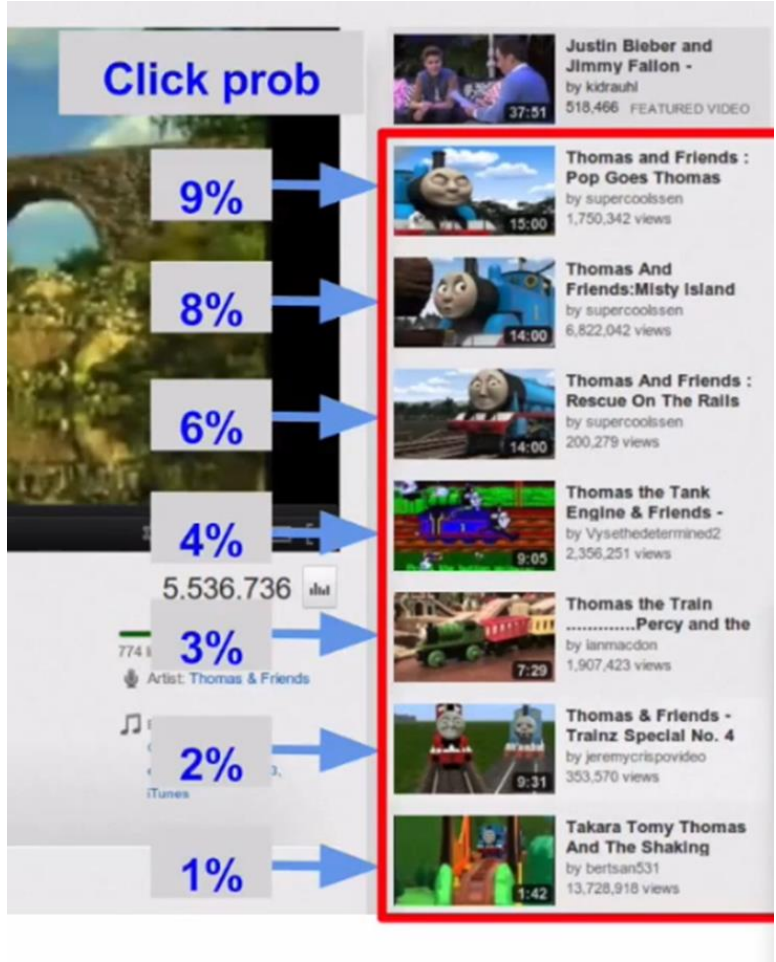 Click prob
Justin Bieber and
Jimmy Fallon -
by kidrauhl
518,466 FEATURED VIDEO
37:51
9%
Thomas and Friends :
Pop Goes Thomas
by supercoolssen
1,750,342 views
15:00
8%
Thomas And
Friends:Misty Island
by supercoolssen
6,822,042 views
14:00
6%
Thomas And Friends :
Rescue On The Rails
by supercoolssen
200,279 views
14:00
4%
Thomas the Tank
Engine & Friends -
by Vysethedetermined2
2,356,251 views
9:05
5,536,736
3%
774
Artist: Thomas & Friends
Thomas the Train
.............Percy and the
by ianmacdon
1,907,423 views
7:29
2%
3,
iTunes
Thomas & Friends -
Trainz Special No. 4
by jeremycrispovideo
353,570 views
9:31
1%
Takara Tomy Thomas
And The Shaking
by bertsan531
13,728,918 views
1:42